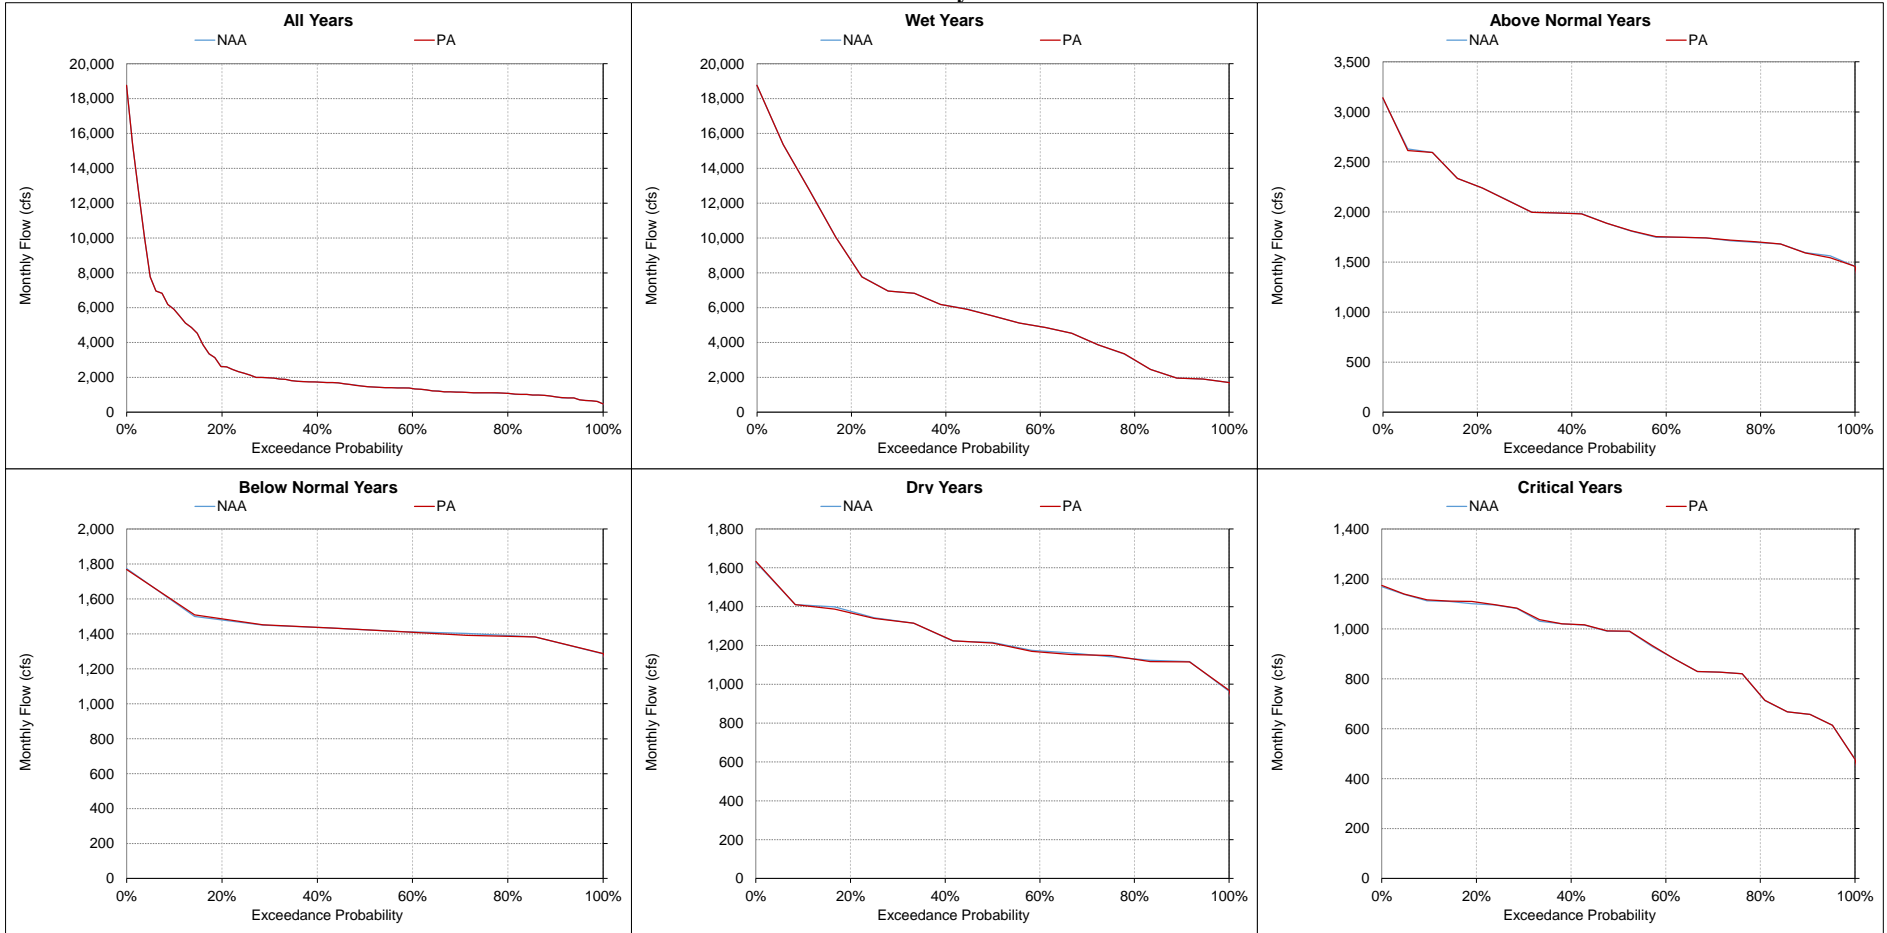 All Years
NAA PA
20,000
18,000
16,000
14,000
12,000
10,000
8,000
6,000
4,000
2,000
0
Monthly Flow (cfs)
0% 20% 40% 60% 80% 100%
Exceedance Probability
Wet Years
NAA PA
20,000
18,000
16,000
14,000
12,000
10,000
8,000
6,000
4,000
2,000
0
Monthly Flow (cfs)
0% 20% 40% 60% 80% 100%
Exceedance Probability
Above Normal Years
NAA PA
3,500
3,000
2,500
2,000
1,500
1,000
500
0
Monthly Flow (cfs)
0% 20% 40% 60% 80% 100%
Exceedance Probability
Below Normal Years
NAA PA
2,000
1,800
1,600
1,400
1,200
1,000
800
600
400
200
0
Monthly Flow (cfs)
0% 20% 40% 60% 80% 100%
Exceedance Probability
Dry Years
NAA PA
1,800
1,600
1,400
1,200
1,000
800
600
400
200
0
Monthly Flow (cfs)
0% 20% 40% 60% 80% 100%
Exceedance Probability
Critical Years
NAA PA
1,400
1,200
1,000
800
600
400
200
0
Monthly Flow (cfs)
0% 20% 40% 60% 80% 100%
Exceedance Probability